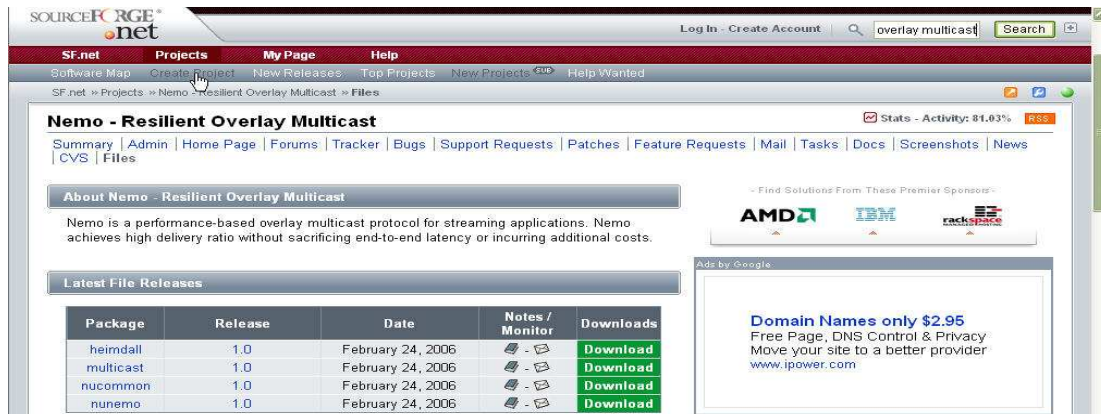 SOURCEFORGE®
.net
Log In - Create Account overlay multicast Search
SF.net Projects My Page Help
Software Map Create Project New Releases Top Projects New Projects Help Wanted
SF.net » Projects » Nemo - Resilient Overlay Multicast » Files
Nemo - Resilient Overlay Multicast
Stats - Activity: 81.03% RSS
Summary | Admin | Home Page | Forums | Tracker | Bugs | Support Requests | Patches | Feature Requests | Mail | Tasks | Docs | Screenshots | News
| CVS | Files
About Nemo - Resilient Overlay Multicast
Nemo is a performance-based overlay multicast protocol for streaming applications. Nemo
achieves high delivery ratio without sacrificing end-to-end latency or incurring additional costs.
- Find Solutions From These Premier Sponsors -
AMD IBM rackspace
MANAGED HOSTING
Latest File Releases
Package Release Date Notes / Monitor Downloads
heimdall 1.0 February 24, 2006 - Download
multicast 1.0 February 24, 2006 - Download
nucommon 1.0 February 24, 2006 - Download
nunemo 1.0 February 24, 2006 - Download
Ads by Google
Domain Names only $2.95
Free Page, DNS Control & Privacy
Move your site to a better provider
www.ipower.com